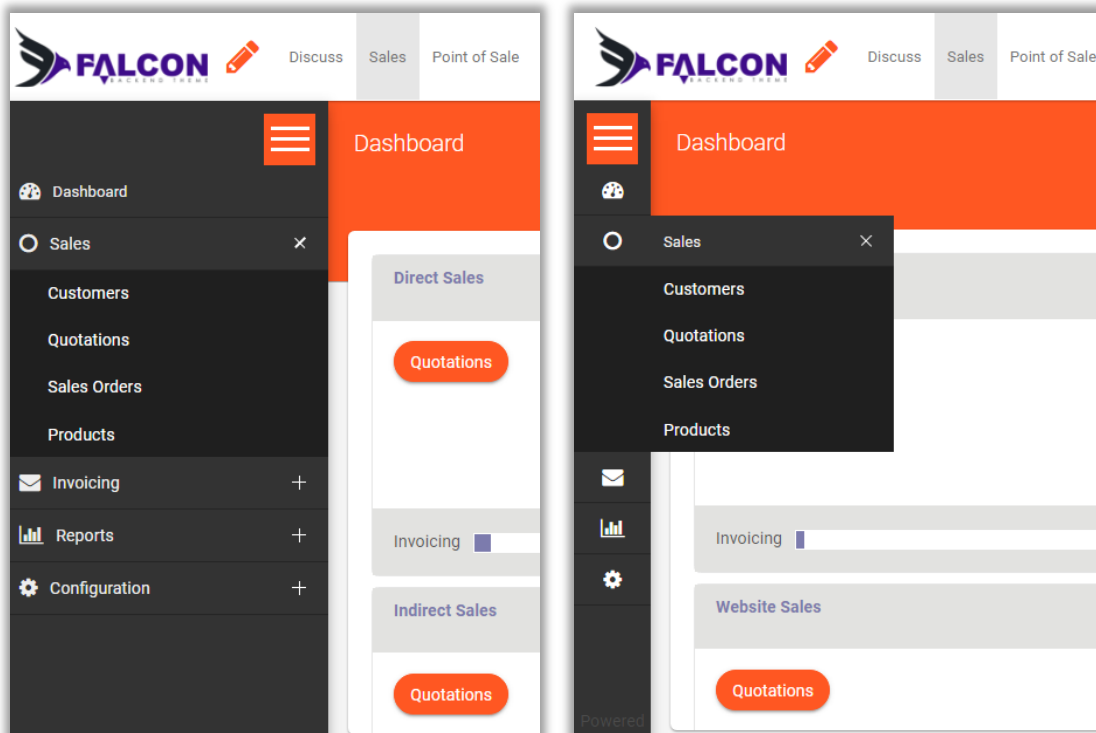 FALCON
BACKEND THEME
Discuss
Sales
Point of Sale
Dashboard
Dashboard
Sales
Customers
Quotations
Sales Orders
Products
Invoicing
Reports
Configuration
Direct Sales
Quotations
Invoicing
Indirect Sales
Quotations
FALCON
BACKEND THEME
Discuss
Sales
Point of Sale
Dashboard
Sales
Customers
Quotations
Sales Orders
Products
Invoicing
Website Sales
Quotations
Powered